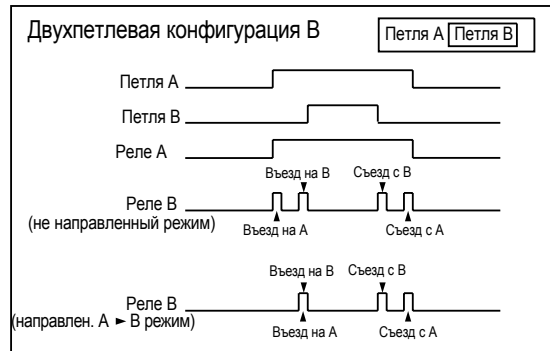 Двухпетлевая конфигурация В
Петля А Петля В
Петля А
Петля В
Реле А
Въезд на В Съезд с В
Реле В
(не направленный режим)
Въезд на А Съезд с А
Въезд на В Съезд с В
Реле В
(направлен. А ► В режим)
Въезд на А Съезд с А